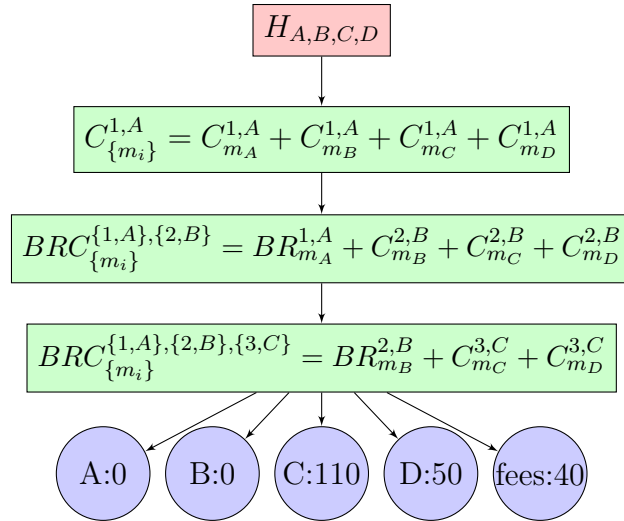 H_{A,B,C,D}
C^{1,A}_{\{m_i\}} = C^{1,A}_{m_A} + C^{1,A}_{m_B} + C^{1,A}_{m_C} + C^{1,A}_{m_D}
BRC^{\{1,A\},\{2,B\}}_{\{m_i\}} = BR^{1,A}_{m_A} + C^{2,B}_{m_B} + C^{2,B}_{m_C} + C^{2,B}_{m_D}
BRC^{\{1,A\},\{2,B\},\{3,C\}}_{\{m_i\}} = BR^{2,B}_{m_B} + C^{3,C}_{m_C} + C^{3,C}_{m_D}
A:0 B:0 C:110 D:50 fees:40